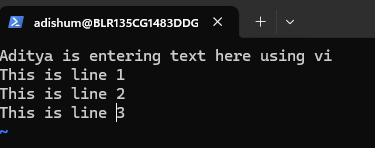 adishum@BLR135CG1483DDG
Aditya is entering text here using vi
This is line 1
This is line 2
This is line 3
~